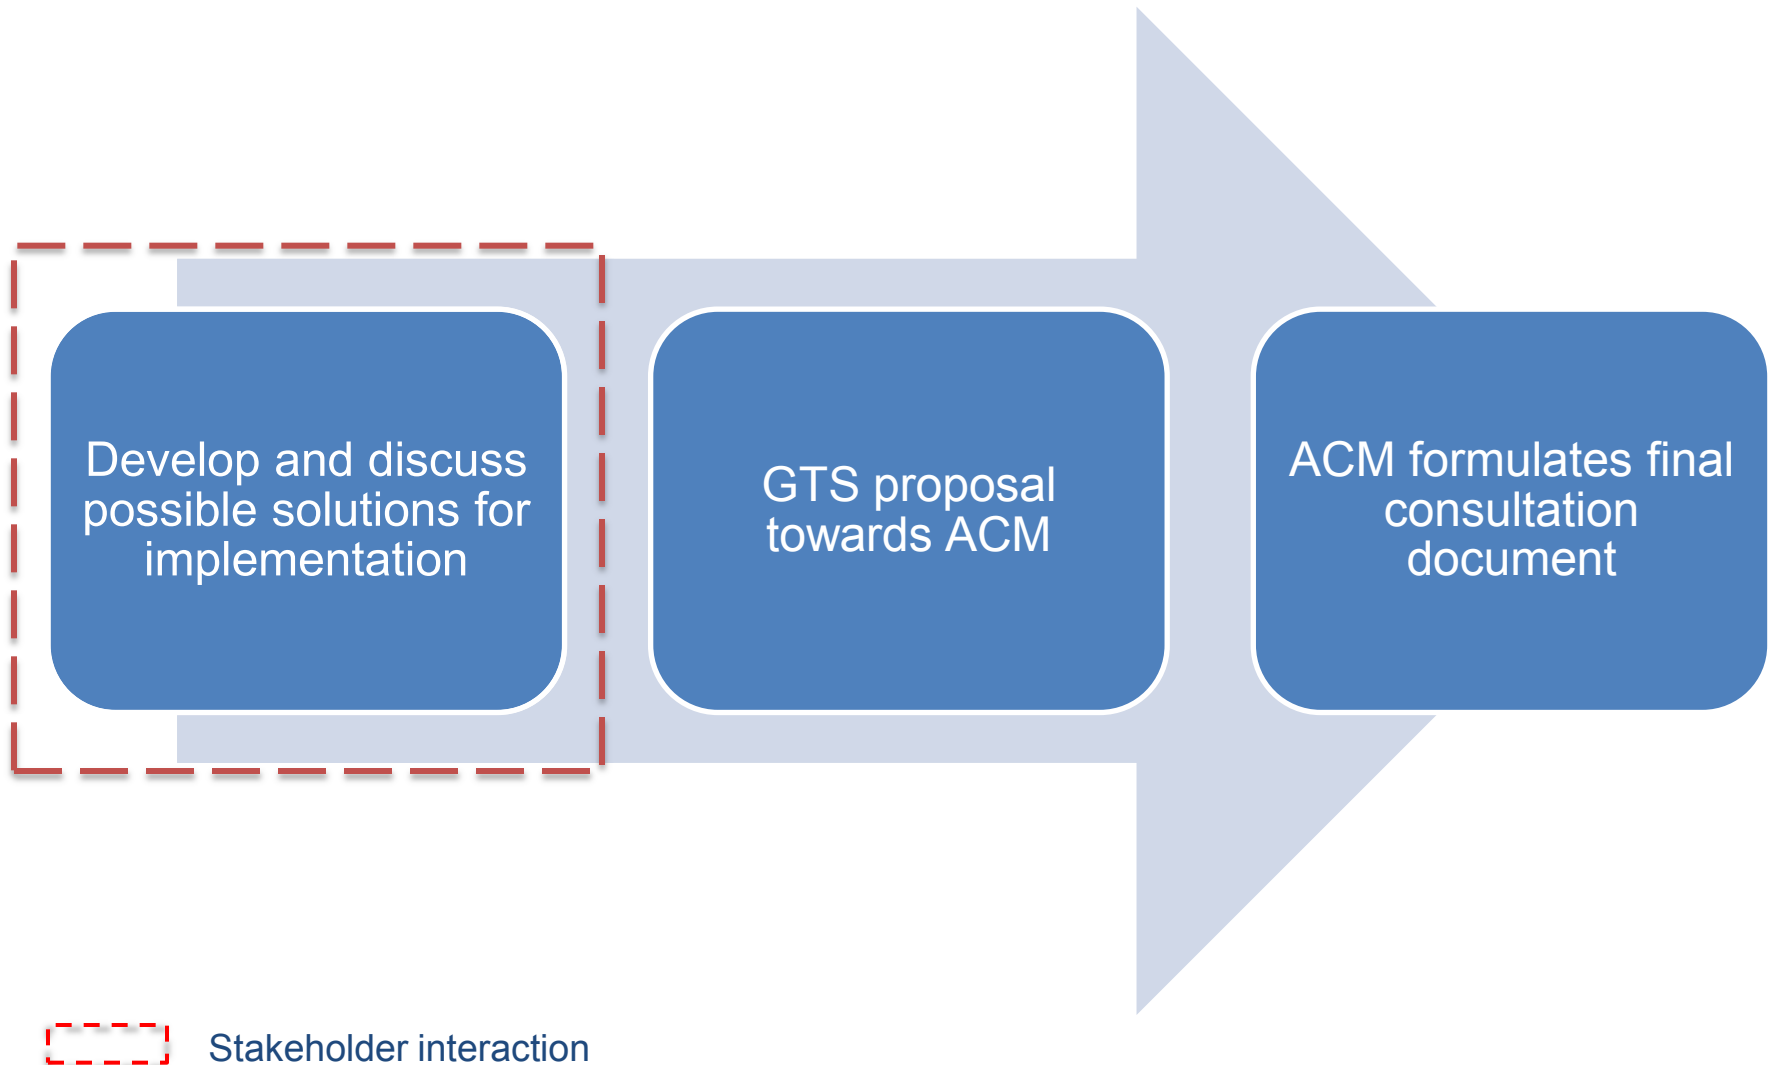 Develop and discuss
possible solutions for
implementation
GTS proposal
towards ACM
ACM formulates final
consultation
document
Stakeholder interaction